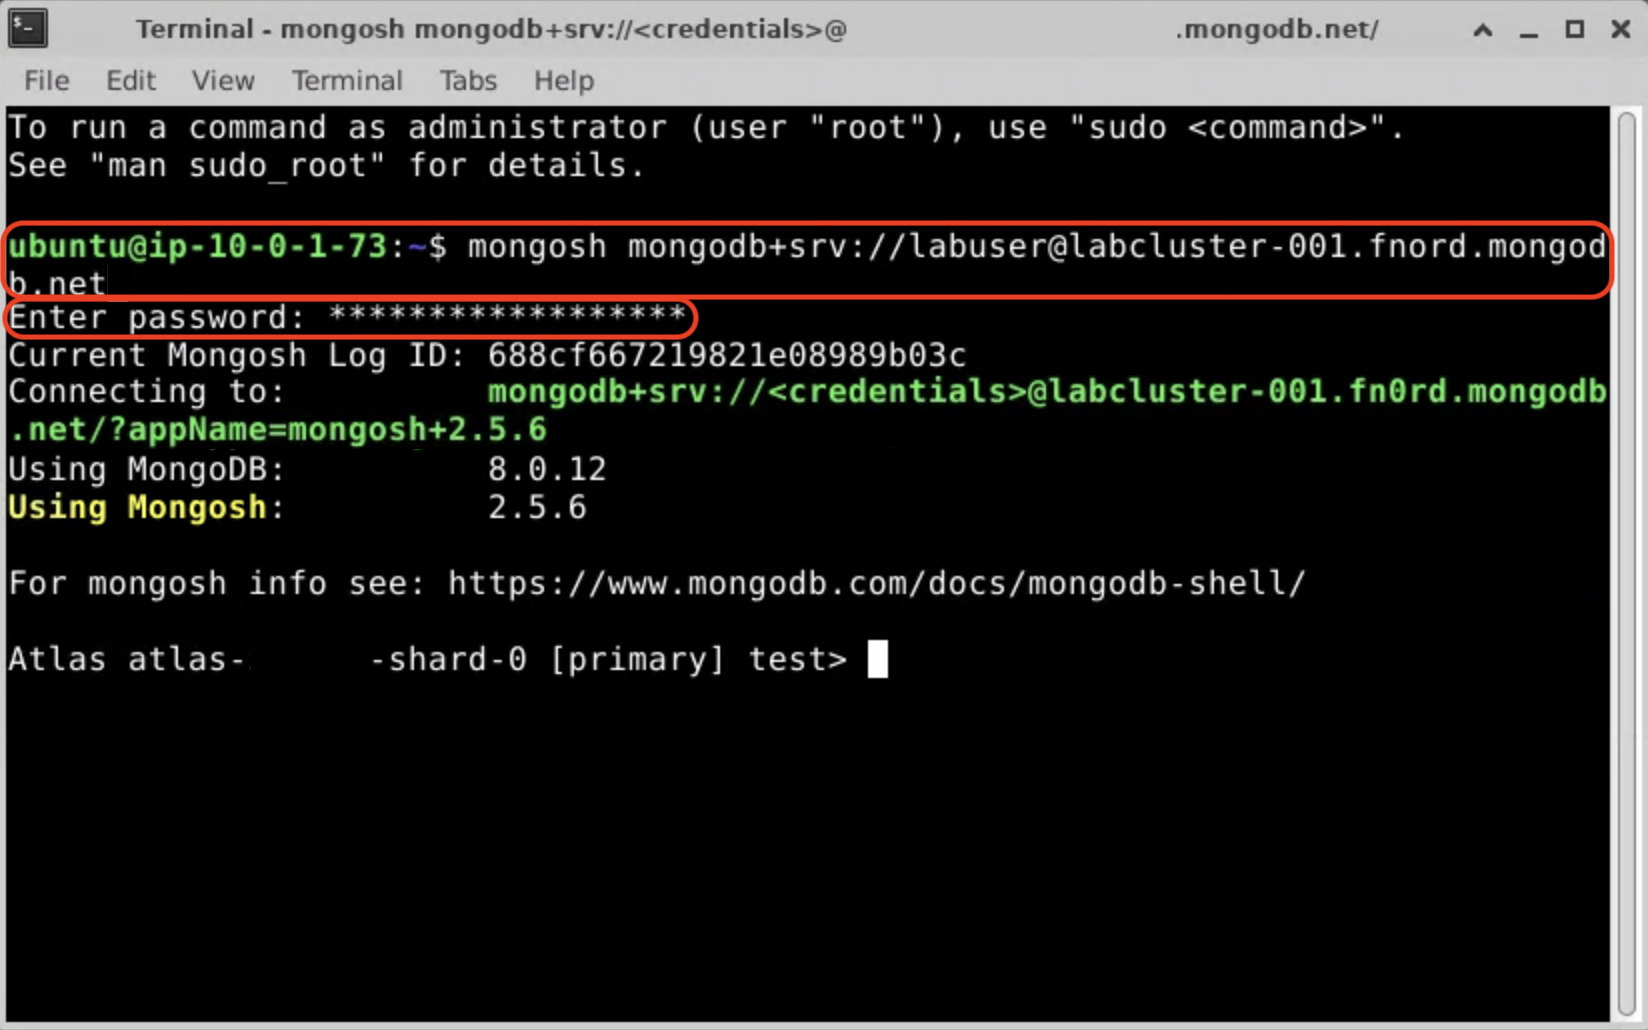 Terminal - mongosh mongodb+srv://<credentials>@ .mongodb.net/
File Edit View Terminal Tabs Help
To run a command as administrator (user "root"), use "sudo <command>".
See "man sudo_root" for details.
ubuntu@ip-10-0-1-73:~$ mongosh mongodb+srv://labuser@labcluster-001.fnord.mongod
b.net
Enter password: ******************
Current Mongosh Log ID: 688cf667219821e08989b03c
Connecting to: mongodb+srv://<credentials>@labcluster-001.fn0rd.mongodb
.net/?appName=mongosh+2.5.6
Using MongoDB: 8.0.12
Using Mongosh: 2.5.6
For mongosh info see: https://www.mongodb.com/docs/mongodb-shell/
Atlas atlas- -shard-0 [primary] test>